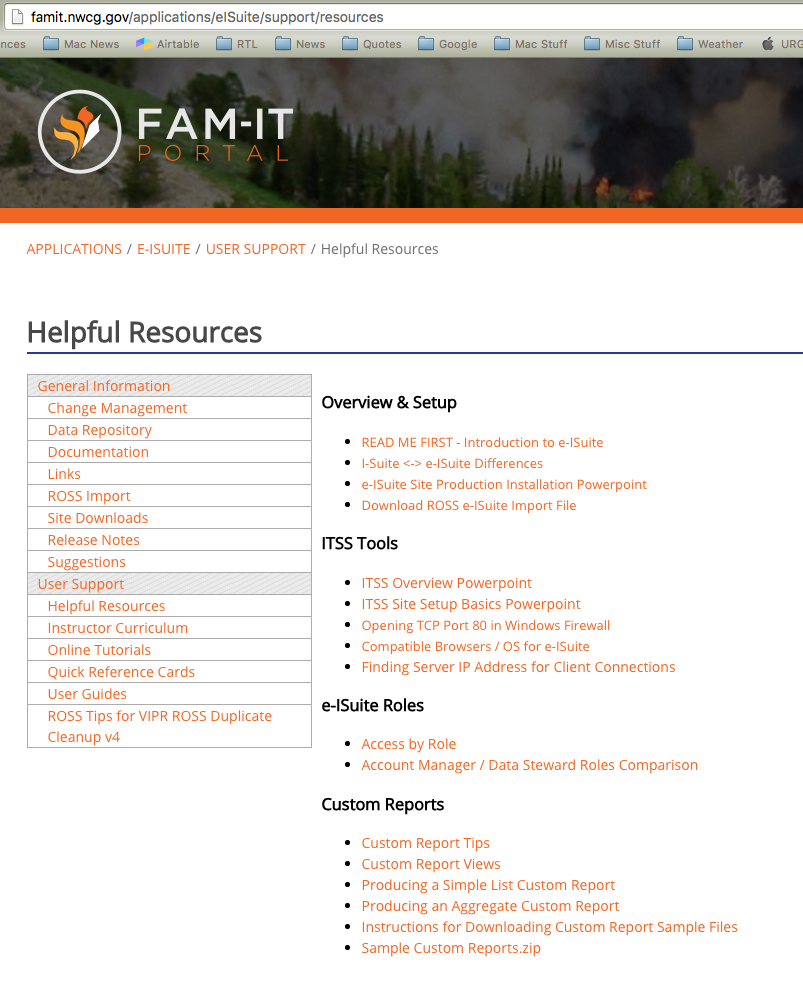 famit.nwcg.gov/applications/eISuite/support/resources
nces Mac News Airtable RTL News Quotes Google Mac Stuff Misc Stuff Weather URG
FAM-IT
PORTAL
APPLICATIONS / E-ISUITE / USER SUPPORT / Helpful Resources
Helpful Resources
General Information
Change Management
Data Repository
Documentation
Links
ROSS Import
Site Downloads
Release Notes
Suggestions
User Support
Helpful Resources
Instructor Curriculum
Online Tutorials
Quick Reference Cards
User Guides
ROSS Tips for VIPR ROSS Duplicate
Cleanup v4
Overview & Setup
READ ME FIRST - Introduction to e-ISuite
I-Suite <-> e-ISuite Differences
e-ISuite Site Production Installation Powerpoint
Download ROSS e-ISuite Import File
ITSS Tools
ITSS Overview Powerpoint
ITSS Site Setup Basics Powerpoint
Opening TCP Port 80 in Windows Firewall
Compatible Browsers / OS for e-ISuite
Finding Server IP Address for Client Connections
e-ISuite Roles
Access by Role
Account Manager / Data Steward Roles Comparison
Custom Reports
Custom Report Tips
Custom Report Views
Producing a Simple List Custom Report
Producing an Aggregate Custom Report
Instructions for Downloading Custom Report Sample Files
Sample Custom Reports.zip